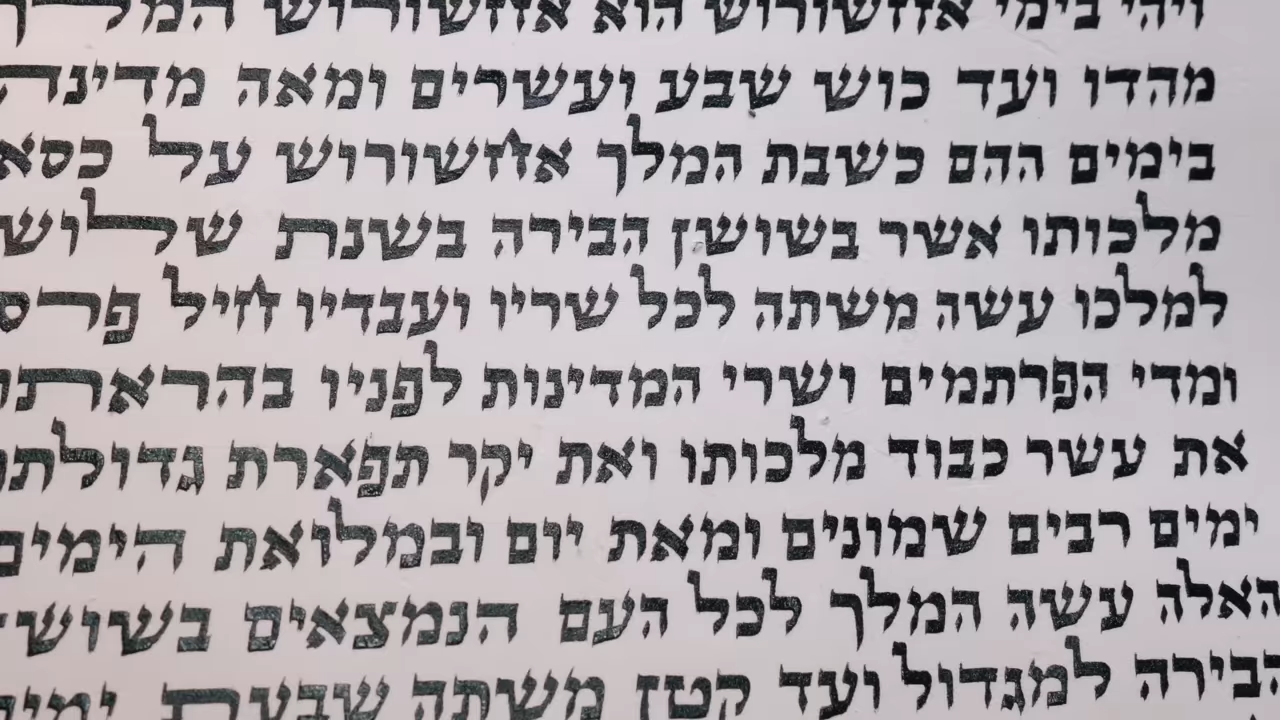 ויהי בימי אחשורוש הוא אחשורוש המלך
מהדו ועד כוש שבע ועשרים ומאה מדינה
בימים ההם כשבת המלך אחשורוש על כסא
מלכותו אשר בשושן הבירה בשנת שלוש
למלכו עשה משתה לכל שריו ועבדיו חיל פרס
ומדי הפרתמים ושרי המדינות לפניו בהראתו
את עשר כבוד מלכותו ואת יקר תפארת גדולתו
ימים רבים שמונים ומאת יום ובמלואת הימים
האלה עשה המלך לכל העם הנמצאים בשושן
הבירה למגדול ועד קטן משתה שבעת ימים